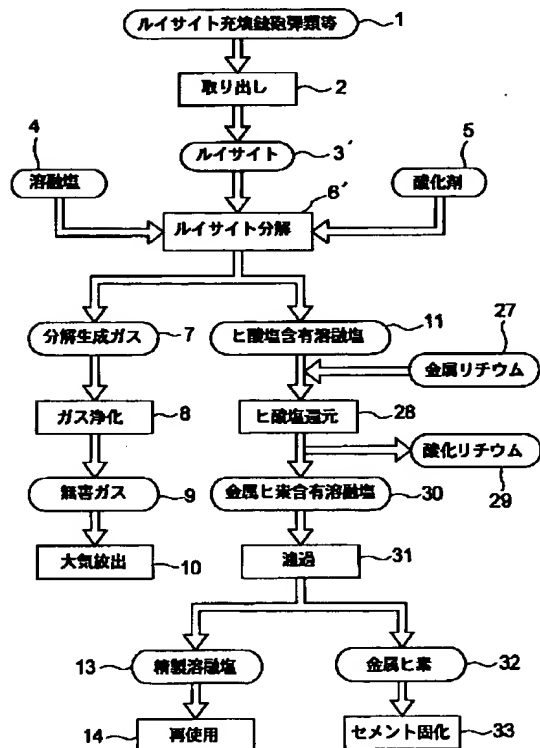 ルイサイト充填銃砲弾類等
1
取り出し
2
4
ルイサイト
3´
5
溶融塩
酸化剤
6´
ルイサイト分解
分解生成ガス
7
ヒ酸塩含有溶融塩
11
27
金属リチウム
ガス浄化
8
ヒ酸塩還元
28
酸化リチウム
29
無害ガス
9
金属ヒ素含有溶融塩
30
大気放出
10
濾過
31
13
精製溶融塩
金属ヒ素
32
14
再使用
セメント固化
33